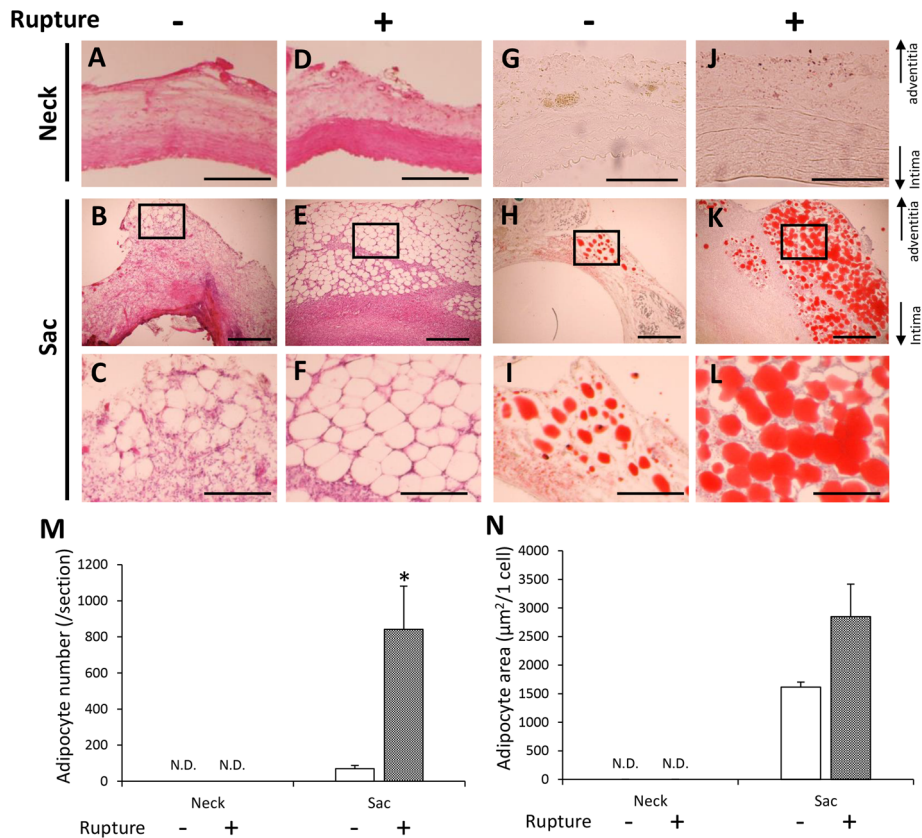 Rupture - + - +
Neck
A D G J
adventitia
Intima
Sac
B E H K
adventitia
Intima
C F I L
M
Adipocyte number (/section)
1200
1000
800
600
400
200
0
N.D. N.D.
*
Neck Sac
Rupture - + - +
N
Adipocyte area (μm²/1 cell)
4000
3500
3000
2500
2000
1500
1000
500
0
N.D. N.D.
Neck Sac
Rupture - + - +